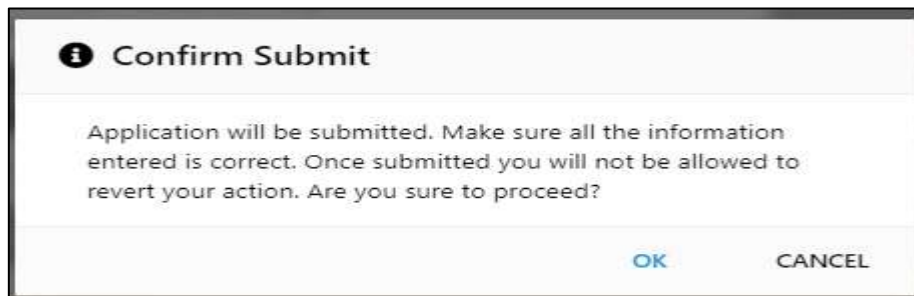 Confirm Submit
Application will be submitted. Make sure all the information
entered is correct. Once submitted you will not be allowed to
revert your action. Are you sure to proceed?
OK CANCEL